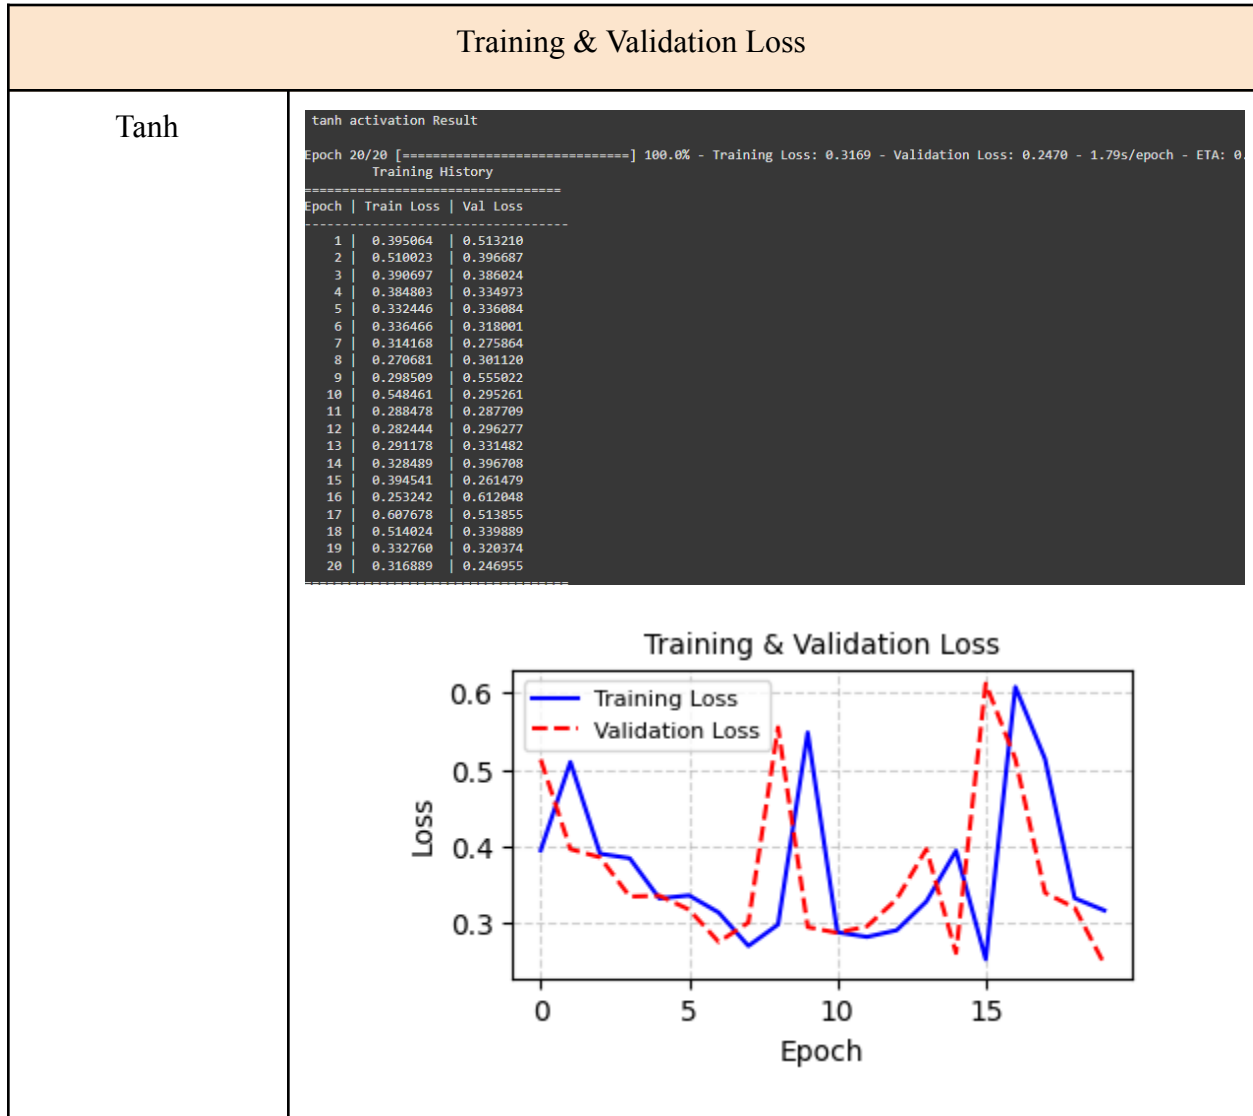 Training & Validation Loss
Tanh
tanh activation Result
Epoch 20/20 [==============================] 100.0% - Training Loss: 0.3169 - Validation Loss: 0.2470 - 1.79s/epoch - ETA: 0.
Training History
==================================
Epoch | Train Loss | Val Loss
-----------------------------------
1 | 0.395064 | 0.513210
2 | 0.510023 | 0.396687
3 | 0.390697 | 0.386024
4 | 0.384803 | 0.334973
5 | 0.332446 | 0.336084
6 | 0.336466 | 0.318001
7 | 0.314168 | 0.275864
8 | 0.270681 | 0.301120
9 | 0.298509 | 0.555022
10 | 0.548461 | 0.295261
11 | 0.288478 | 0.287709
12 | 0.282444 | 0.296277
13 | 0.291178 | 0.331482
14 | 0.328489 | 0.396708
15 | 0.394541 | 0.261479
16 | 0.253242 | 0.612048
17 | 0.607678 | 0.513855
18 | 0.514024 | 0.339889
19 | 0.332760 | 0.320374
20 | 0.316889 | 0.246955
===================================
Training & Validation Loss
Training Loss
Validation Loss
0.6
0.5
0.4
0.3
Loss
0 5 10 15
Epoch